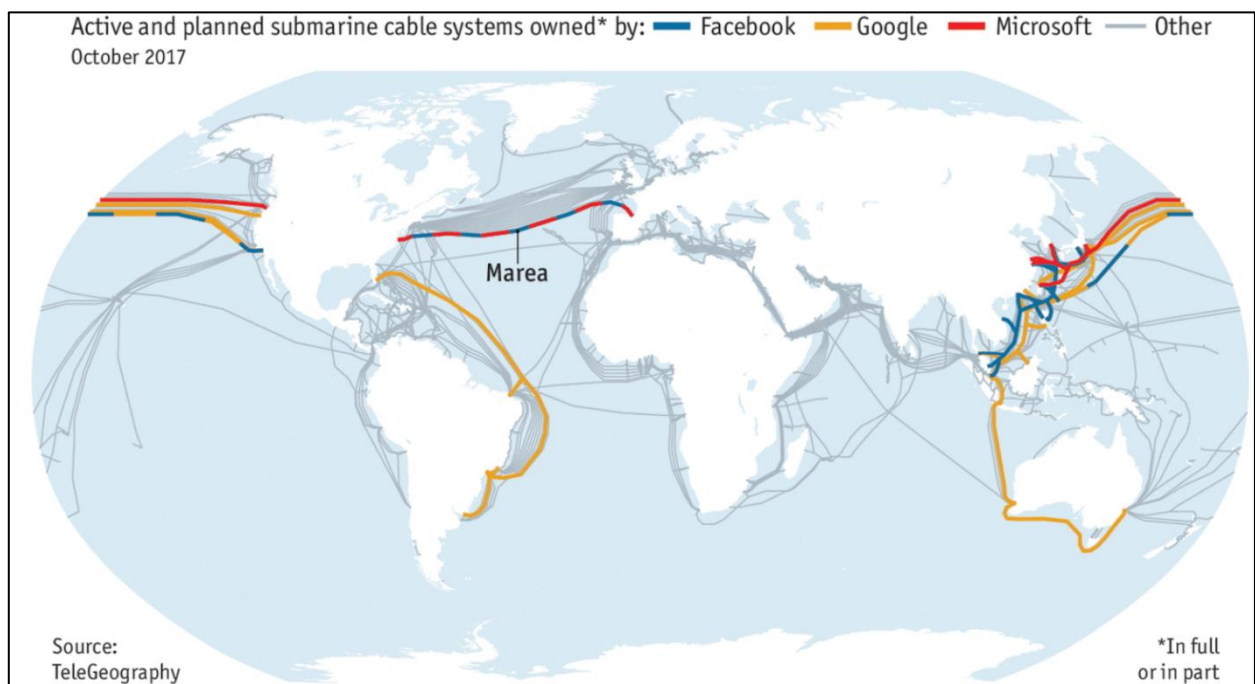 Active and planned submarine cable systems owned* by: Facebook Google Microsoft Other
October 2017
Marea
Source:
TeleGeography
*In full
or in part